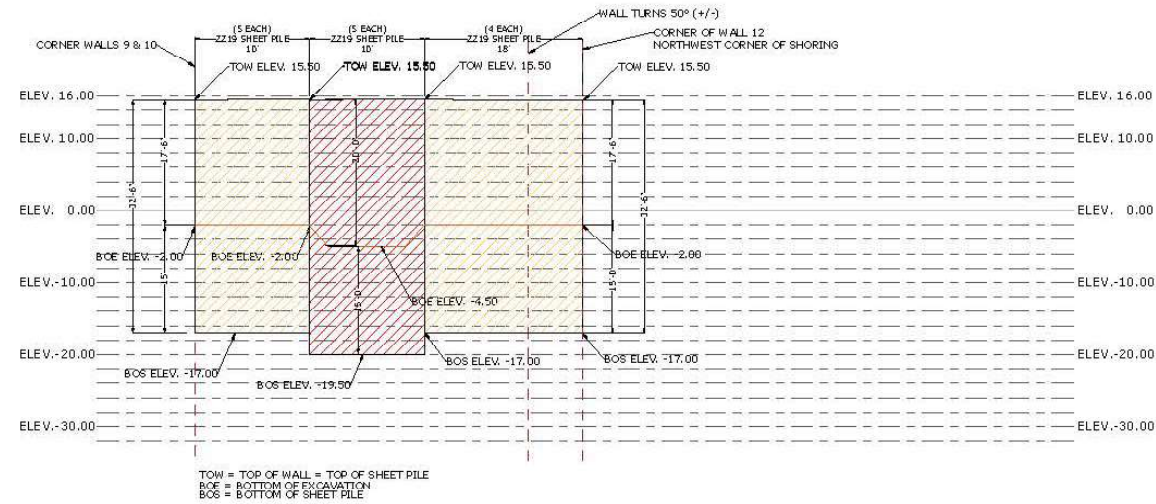 WALL TURNS 50° (+/-)
(5 EACH)
ZZ19 SHEET PILE
10'
(5 EACH)
ZZ19 SHEET PILE
10'
(4 EACH)
ZZ19 SHEET PILE
18'
CORNER OF WALL 12
NORTHWEST CORNER OF SHORING
CORNER WALLS 9 & 10
TOW ELEV. 15.50
TOW ELEV. 15.50
TOW ELEV. 15.50
TOW ELEV. 15.50
ELEV. 16.00
ELEV. 16.00
ELEV. 10.00
ELEV. 10.00
17'-6"
20'-0"
17'-6"
32'-6"
32'-6"
ELEV. 0.00
ELEV. 0.00
BOE ELEV. -2.00
BOE ELEV. -2.00
BOE ELEV. -2.00
15'
15'-0"
15'-0"
ELEV.-10.00
ELEV.-10.00
BOE ELEV. -4.50
ELEV.-20.00
ELEV.-20.00
BOS ELEV. -17.00
BOS ELEV. -19.50
BOS ELEV. -17.00
BOS ELEV. -17.00
ELEV.-30.00
ELEV.-30.00
TOW = TOP OF WALL = TOP OF SHEET PILE
BOE = BOTTOM OF EXCAVATION
BOS = BOTTOM OF SHEET PILE